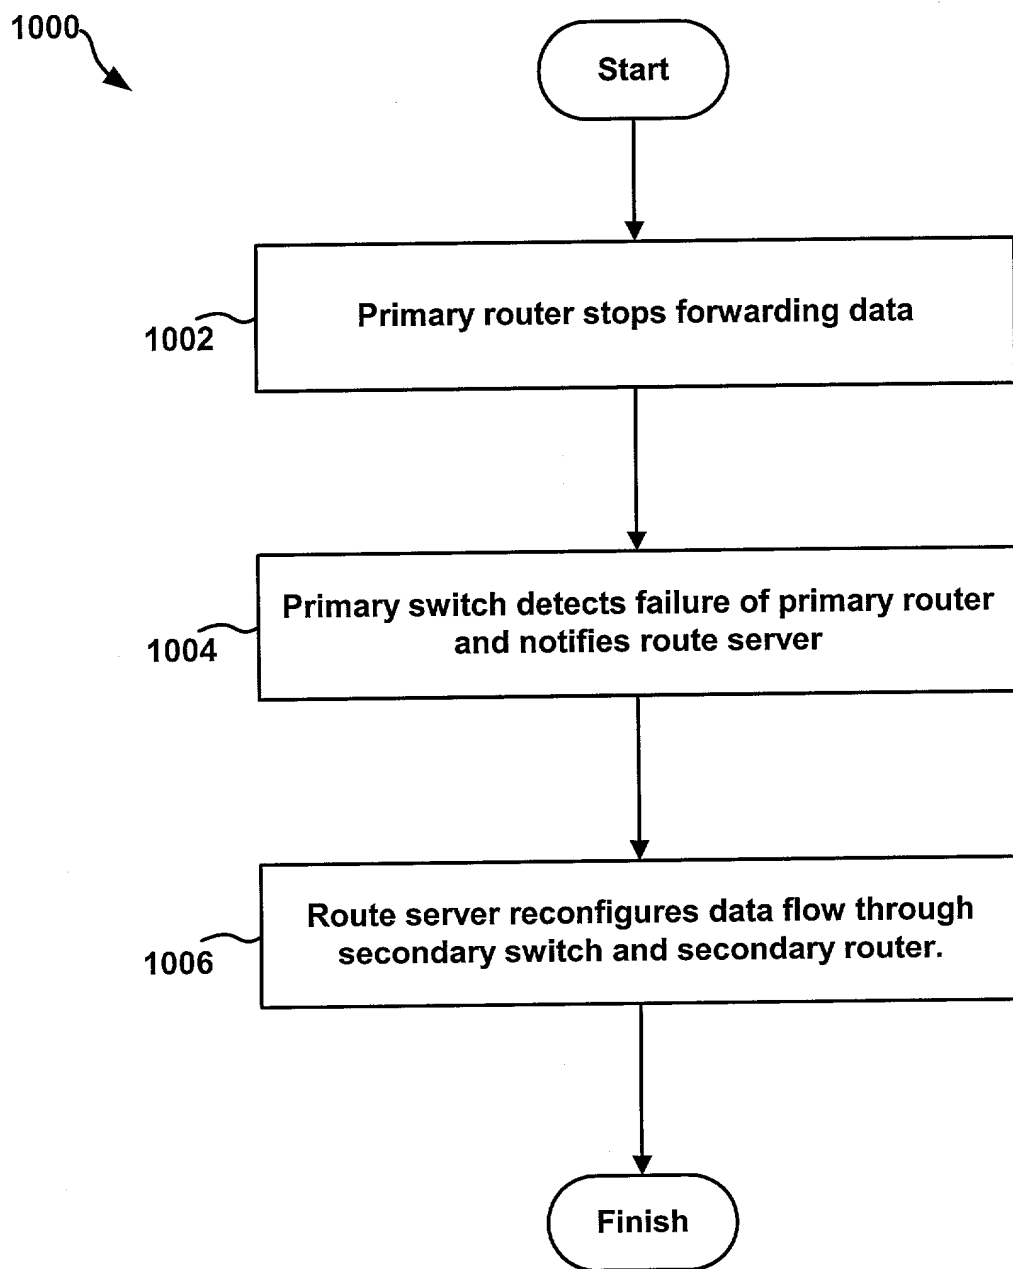 1000
Start
Primary router stops forwarding data
1002
Primary switch detects failure of primary router
and notifies route server
1004
Route server reconfigures data flow through
secondary switch and secondary router.
1006
Finish